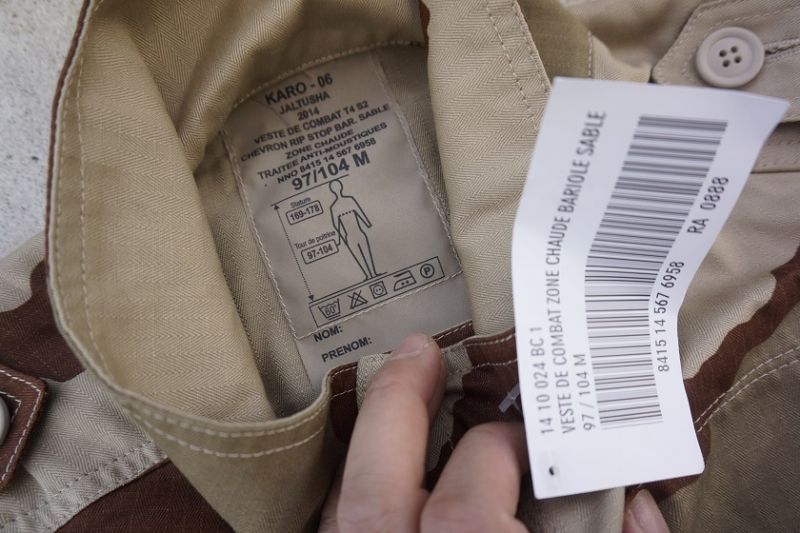 KARO - 06
JALTUSHA
2014
VESTE DE COMBAT T4 S2
CHEVRON RIP STOP BAR. SABLE
ZONE CHAUDE
TRAITEE ANTI-MOUSTIQUES
NNO 8415 14 567 6958
97/104 M
Stature
169-178
Tour de poitrine
97-104
60°
P
NOM:
PRENOM:
14 10 024 BC 1
VESTE DE COMBAT ZONE CHAUDE BARIOLE SABLE
97 / 104 M
8415 14 567 6958
RA 0888